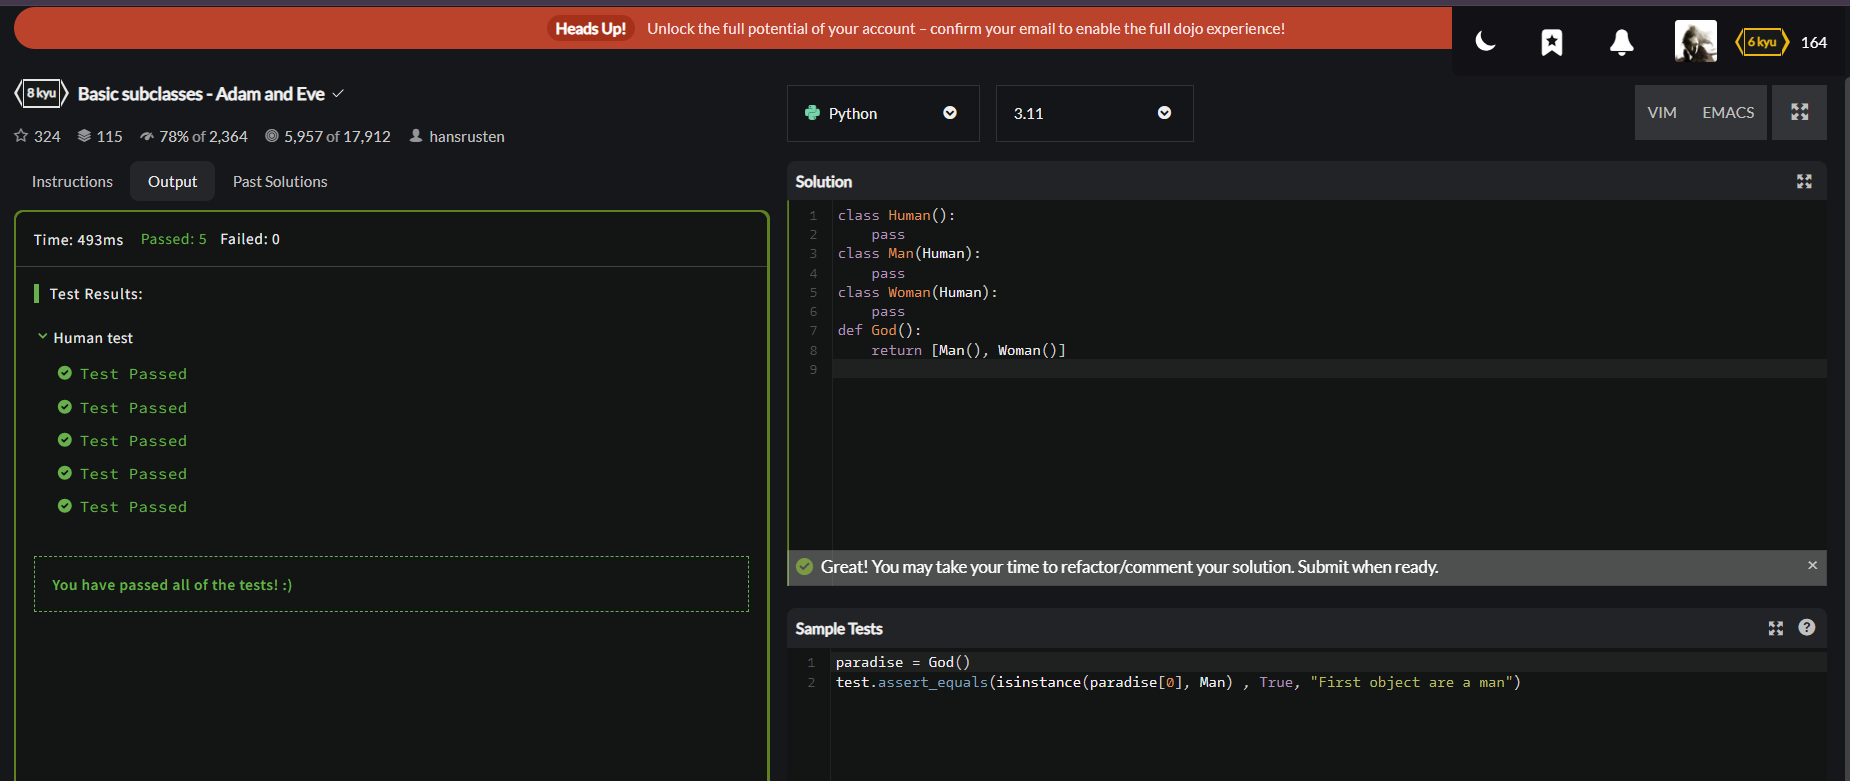 Heads Up! Unlock the full potential of your account – confirm your email to enable the full dojo experience!
6 kyu 164
8 kyu Basic subclasses - Adam and Eve
324 115 78% of 2,364 5,957 of 17,912 hansrusten
Python 3.11 VIM EMACS
Instructions Output Past Solutions
Time: 493ms Passed: 5 Failed: 0
Test Results:
Human test
Test Passed
Test Passed
Test Passed
Test Passed
Test Passed
You have passed all of the tests! :)
Solution
1 class Human():
2     pass
3 class Man(Human):
4     pass
5 class Woman(Human):
6     pass
7 def God():
8     return [Man(), Woman()]
9
Great! You may take your time to refactor/comment your solution. Submit when ready. ×
Sample Tests ?
1 paradise = God()
2 test.assert_equals(isinstance(paradise[0], Man) , True, "First object are a man")